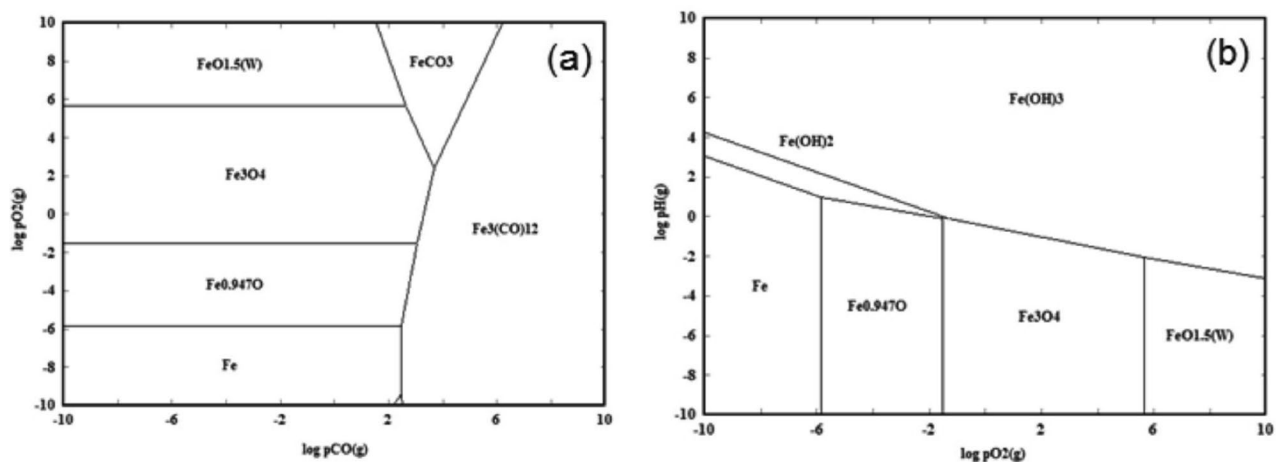 (a)
10
8
6
4
2
0
-2
-4
-6
-8
-10
log pO2(g)
FeO1.5(W)
FeCO3
Fe3O4
Fe3(CO)12
Fe0.947O
Fe
-10 -6 -2 2 6 10
log pCO(g)
(b)
10
8
6
4
2
0
-2
-4
-6
-8
-10
log pH(g)
Fe(OH)3
Fe(OH)2
Fe
Fe0.947O
Fe3O4
FeO1.5(W)
-10 -6 -2 2 6 10
log pO2(g)